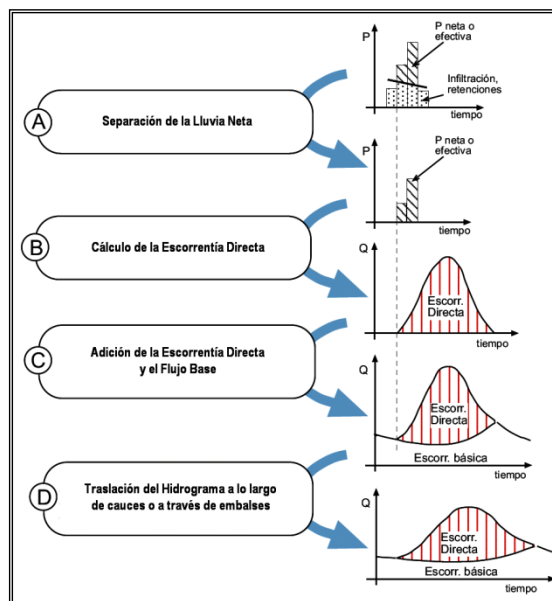 P
P neta o
efectiva
Infiltración,
retenciones
tiempo
A
Separación de la Lluvia Neta
P
P neta o
efectiva
tiempo
B
Cálculo de la Escorrentía Directa
Q
Escorr.
Directa
tiempo
C
Adición de la Escorrentía Directa
y el Flujo Base
Q
Escorr.
Directa
Escorr. básica
tiempo
D
Traslación del Hidrograma a lo largo
de cauces o a través de embalses
Q
Escorr.
Directa
Escorr. básica
tiempo